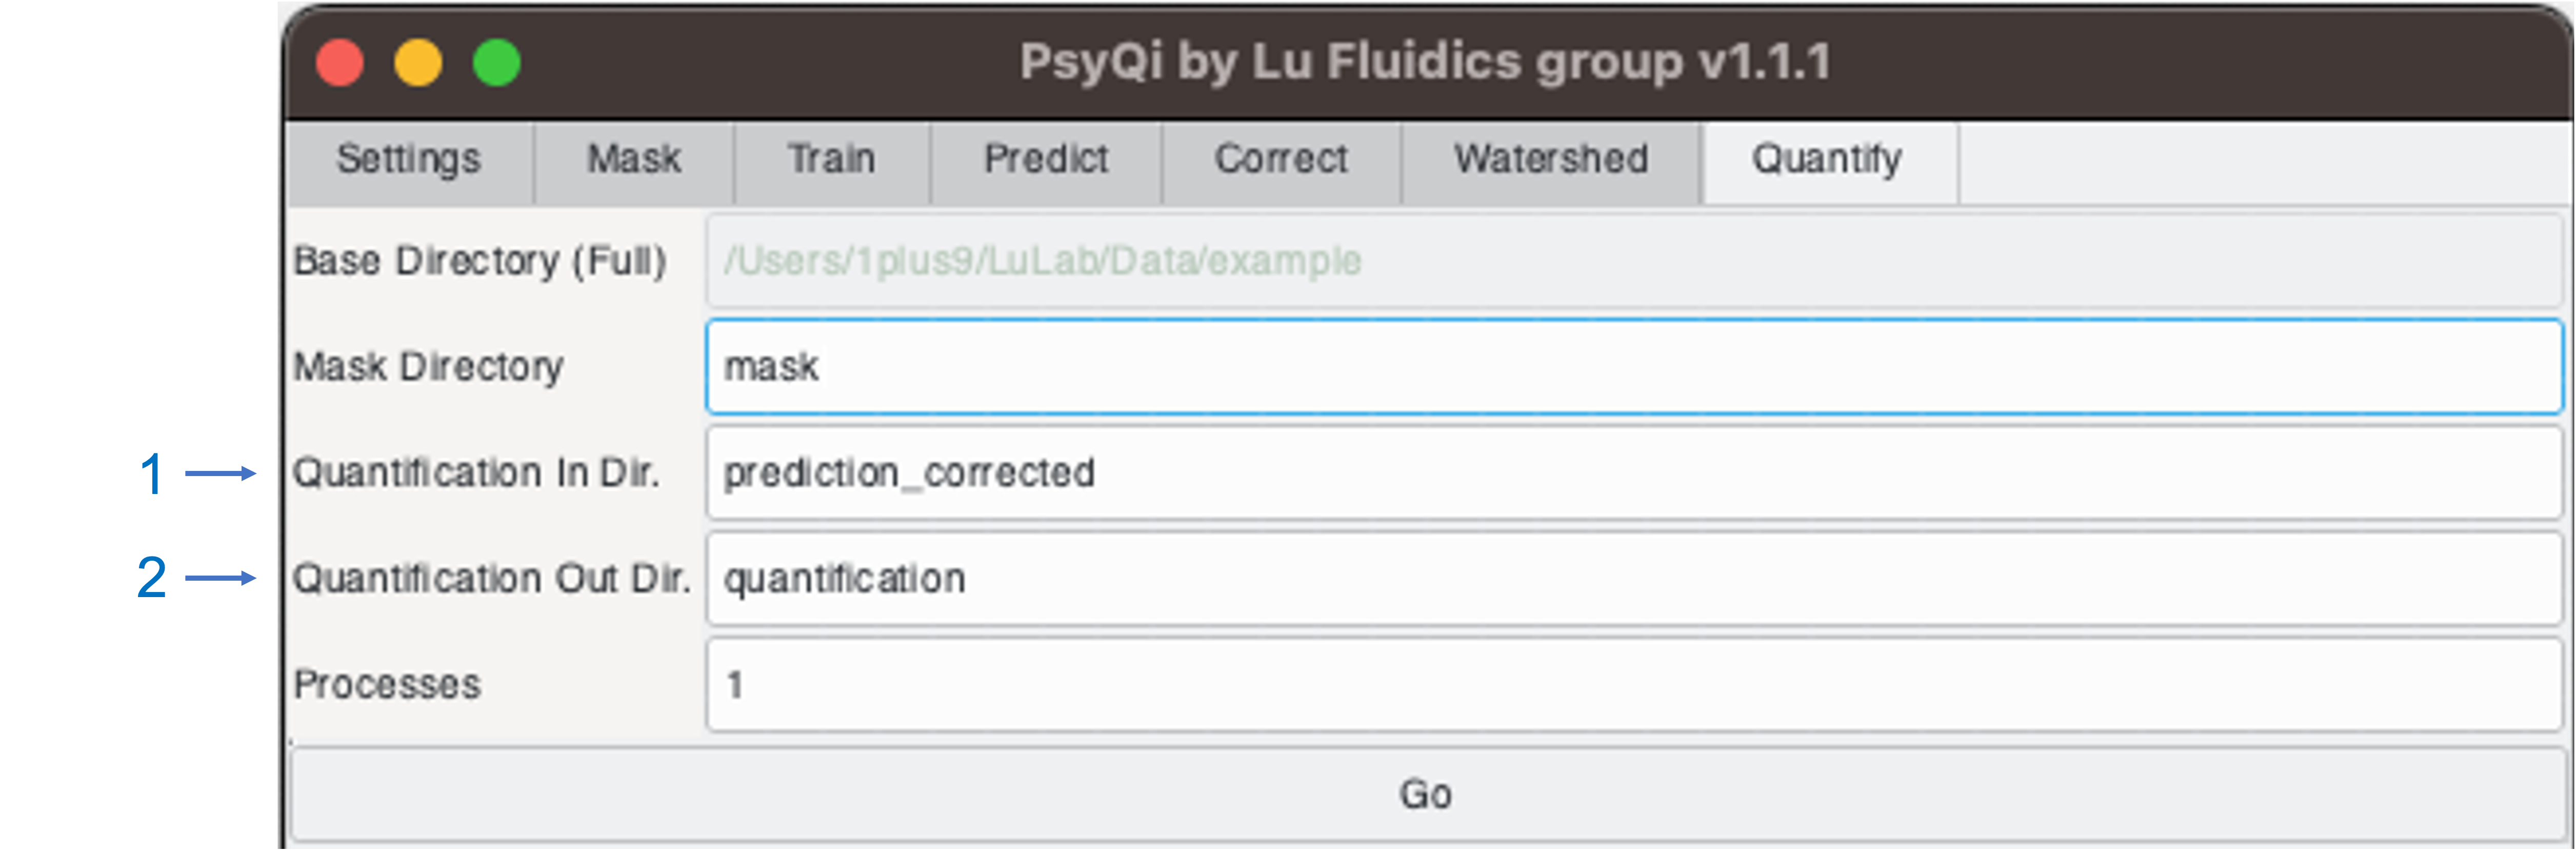 PsyQi by Lu Fluidics group v1.1.1
Settings Mask Train Predict Correct Watershed Quantify
Base Directory (Full) /Users/1plus9/LuLab/Data/example
Mask Directory mask
1 Quantification In Dir. prediction_corrected
2 Quantification Out Dir. quantification
Processes 1
Go